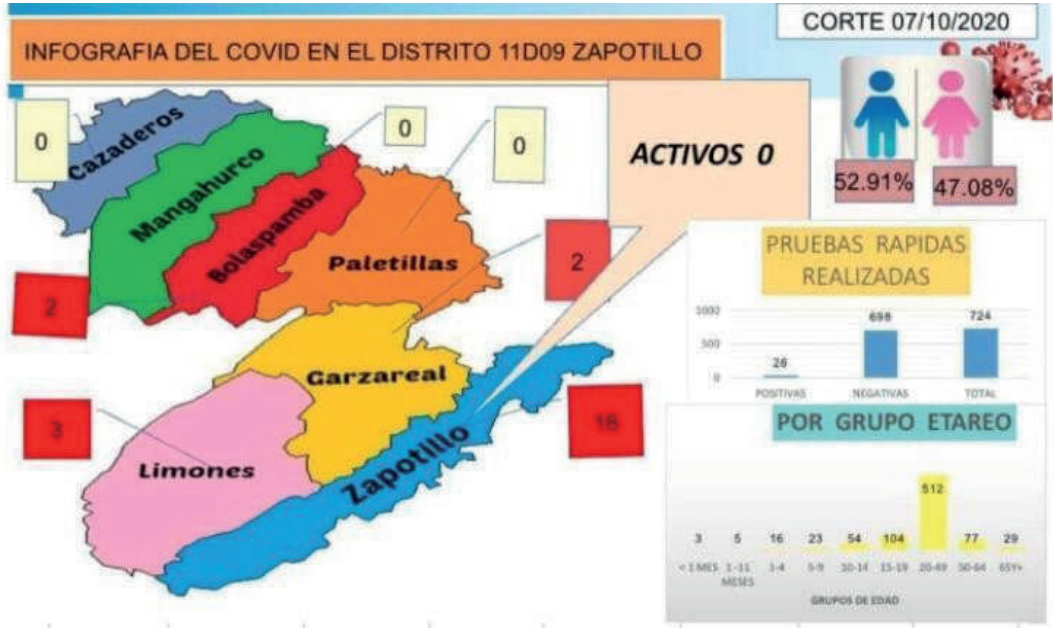 CORTE 07/10/2020
INFOGRAFIA DEL COVID EN EL DISTRITO 11D09 ZAPOTILLO
0
0
0
Cazaderos
Mangahurco
Bolaspamba
Paletillas
2
2
Garzareal
3
Limones
Zapotillo
ACTIVOS 0
52.91%
47.08%
PRUEBAS RAPIDAS
REALIZADAS
1000
500
0
26
698
724
POSITIVAS
NEGATIVAS
TOTAL
POR GRUPO ETAREO
3
5
16
23
54
104
512
77
29
< 1 MES
1 -11
MESES
1-4
5-9
10-14
15-19
20-49
50-64
65Y+
GRUPOS DE EDAD